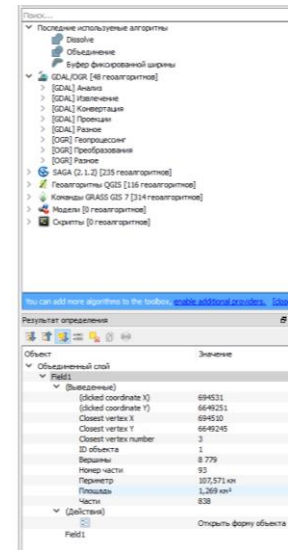 Поиск...
Последние используемые алгоритмы
Dissolve
Объединение
Буфер фиксированной ширины
GDAL/OGR [48 геоалгоритмов]
[GDAL] Анализ
[GDAL] Извлечение
[GDAL] Конвертация
[GDAL] Проекции
[GDAL] Разное
[OGR] Геопроцессинг
[OGR] Преобразования
[OGR] Разное
SAGA (2.1.2) [235 геоалгоритмов]
Геоалгоритмы QGIS [116 геоалгоритмов]
Команды GRASS GIS 7 [314 геоалгоритмов]
Модели [0 геоалгоритмов]
Скрипты [0 геоалгоритмов]
You can add more algorithms to the toolbox, enable additional providers. [clos
Результат определения
Объект Значение
Объединенный слой
Field1
(Выведенные)
(clicked coordinate X) 694531
(clicked coordinate Y) 6649251
Closest vertex X 694510
Closest vertex Y 6649245
Closest vertex number 3
ID объекта 1
Вершины 8 779
Номер части 93
Периметр 107,571 км
Площадь 1,269 км²
Части 838
(Действия)
Открыть форму объекта
Field1